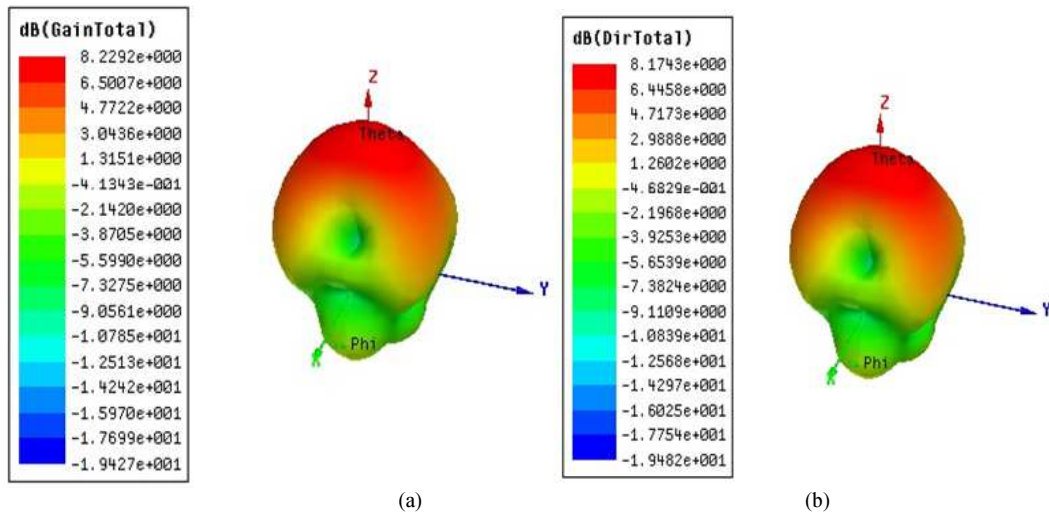 dB(GainTotal)
8.2292e+000
6.5007e+000
4.7722e+000
3.0436e+000
1.3151e+000
-4.1343e-001
-2.1420e+000
-3.8705e+000
-5.5990e+000
-7.3275e+000
-9.0561e+000
-1.0785e+001
-1.2513e+001
-1.4242e+001
-1.5970e+001
-1.7699e+001
-1.9427e+001
Z
Theta
Y
Phi
X
(a)
dB(DirTotal)
8.1743e+000
6.4458e+000
4.7173e+000
2.9888e+000
1.2602e+000
-4.6829e-001
-2.1968e+000
-3.9253e+000
-5.6539e+000
-7.3824e+000
-9.1109e+000
-1.0839e+001
-1.2568e+001
-1.4297e+001
-1.6025e+001
-1.7754e+001
-1.9482e+001
Z
Theta
Y
Phi
X
(b)